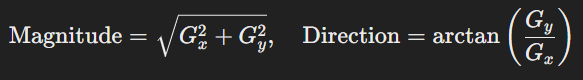 Magnitude = √(G_x^2 + G_y^2), Direction = arctan (G_y / G_x)